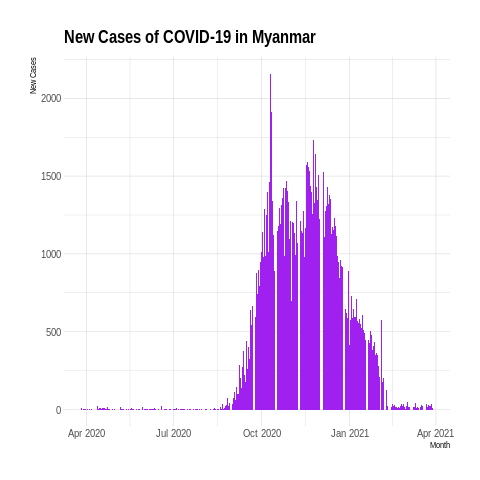 New Cases of COVID-19 in Myanmar
New Cases
2000
1500
1000
500
0
Apr 2020 Jul 2020 Oct 2020 Jan 2021 Apr 2021
Month